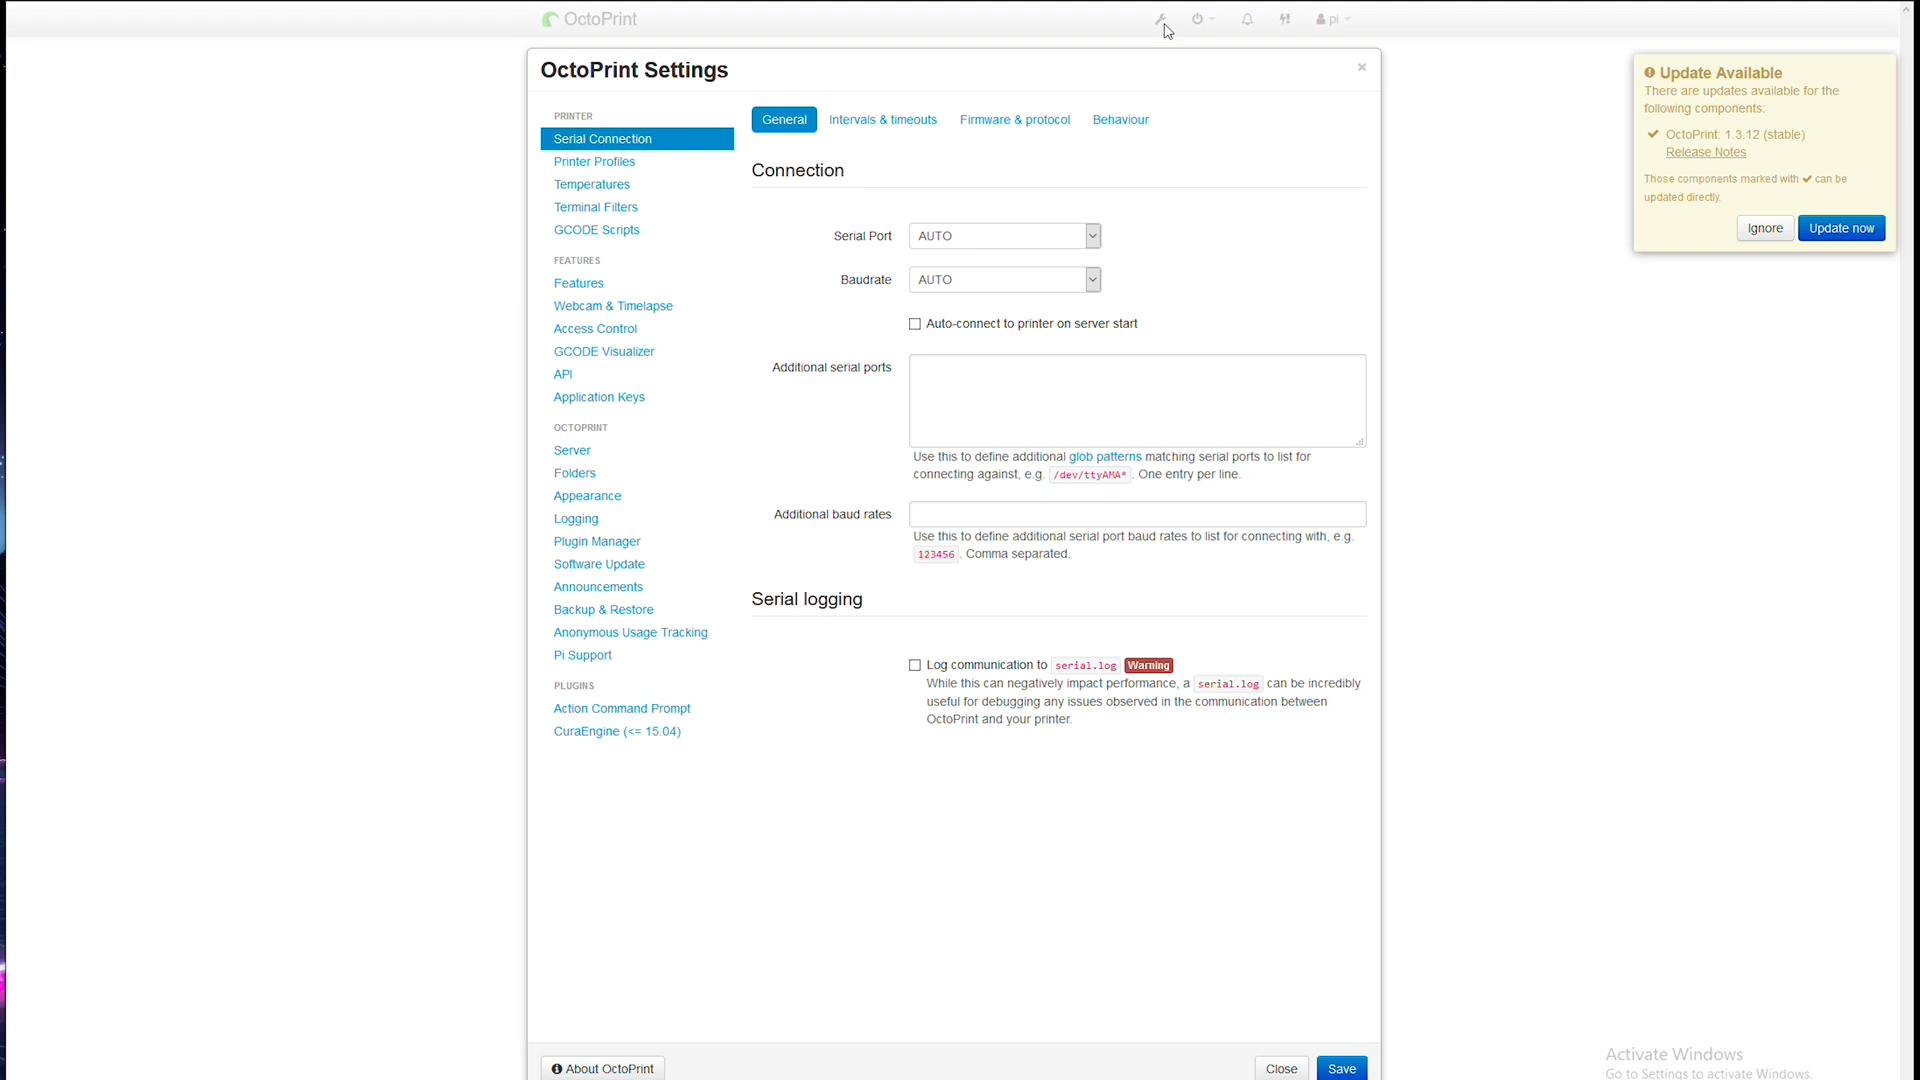 OctoPrint
pi
OctoPrint Settings
×
PRINTER
Serial Connection
Printer Profiles
Temperatures
Terminal Filters
GCODE Scripts
FEATURES
Features
Webcam & Timelapse
Access Control
GCODE Visualizer
API
Application Keys
OCTOPRINT
Server
Folders
Appearance
Logging
Plugin Manager
Software Update
Announcements
Backup & Restore
Anonymous Usage Tracking
Pi Support
PLUGINS
Action Command Prompt
CuraEngine (<= 15.04)
General Intervals & timeouts Firmware & protocol Behaviour
Connection
Serial Port AUTO
Baudrate AUTO
Auto-connect to printer on server start
Additional serial ports
Use this to define additional glob patterns matching serial ports to list for
connecting against, e.g. /dev/ttyAMA* . One entry per line.
Additional baud rates
Use this to define additional serial port baud rates to list for connecting with, e.g.
123456 . Comma separated.
Serial logging
Log communication to serial.log Warning
While this can negatively impact performance, a serial.log can be incredibly
useful for debugging any issues observed in the communication between
OctoPrint and your printer.
About OctoPrint
Close Save
Update Available
There are updates available for the
following components:
OctoPrint: 1.3.12 (stable)
Release Notes
Those components marked with ✔ can be
updated directly.
Ignore Update now
Activate Windows
Go to Settings to activate Windows.